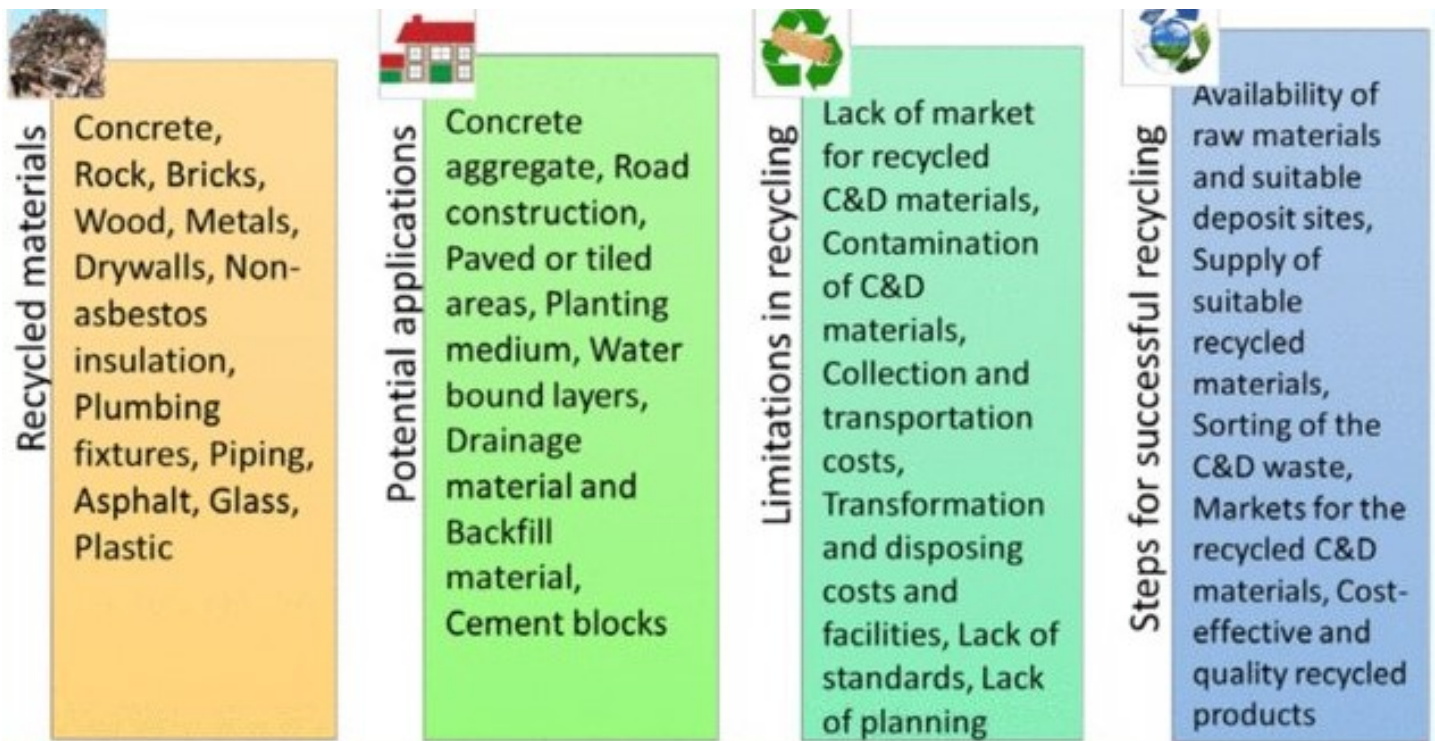 Recycled materials
Concrete,
Rock, Bricks,
Wood, Metals,
Drywalls, Non-
asbestos
insulation,
Plumbing
fixtures, Piping,
Asphalt, Glass,
Plastic
Potential applications
Concrete
aggregate, Road
construction,
Paved or tiled
areas, Planting
medium, Water
bound layers,
Drainage
material and
Backfill
material,
Cement blocks
Limitations in recycling
Lack of market
for recycled
C&D materials,
Contamination
of C&D
materials,
Collection and
transportation
costs,
Transformation
and disposing
costs and
facilities, Lack of
standards, Lack
of planning
Steps for successful recycling
Availability of
raw materials
and suitable
deposit sites,
Supply of
suitable
recycled
materials,
Sorting of the
C&D waste,
Markets for the
recycled C&D
materials, Cost-
effective and
quality recycled
products